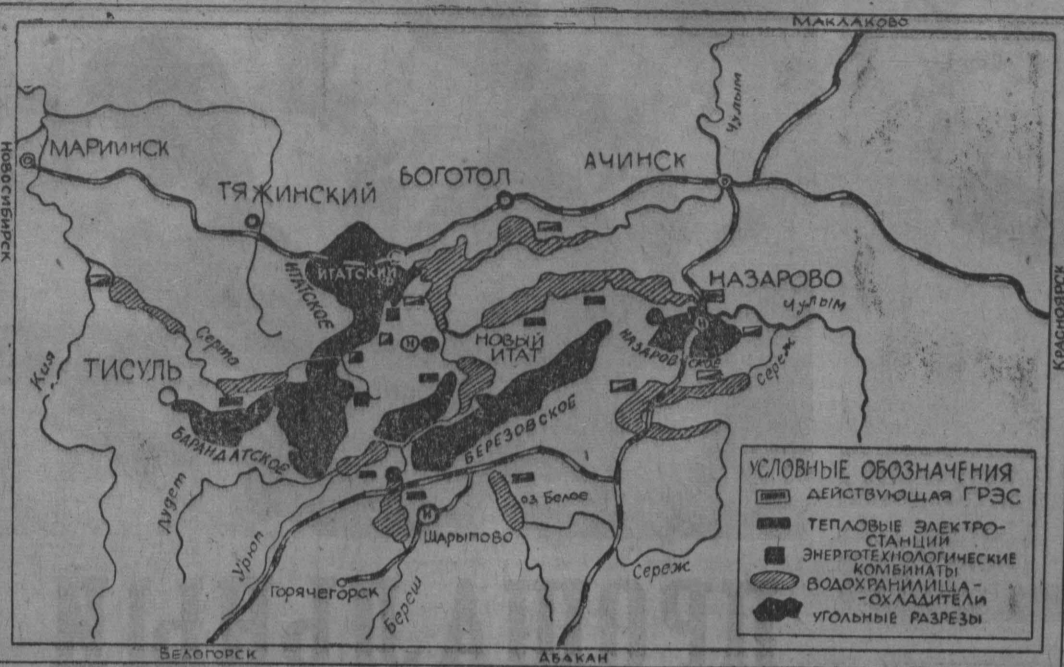 МАКЛАКОВО
НОВОСИБИРСК
МАРИИНСК
ТЯЖИНСКИЙ
БОГОТОЛ
АЧИНСК
Чулым
ИТАТСКИЙ
ИТАТСКОЕ
НАЗАРОВО
Чулым
КРАСНОЯРСК
Кия
Серта
НОВЫЙ
ИТАТ
НАЗАРОВСКОЕ
Сереж
ТИСУЛЬ
БАРАНДАТСКОЕ
БЕРЕЗОВСКОЕ
Дудет
Урюп
оз. Белое
ШАРЫПОВО
Сереж
ГОРЯЧЕГОРСК
Береш
УСЛОВНЫЕ ОБОЗНАЧЕНИЯ
ДЕЙСТВУЮЩАЯ ГРЭС
ТЕПЛОВЫЕ ЭЛЕКТРО-
СТАНЦИИ
ЭНЕРГОТЕХНОЛОГИЧЕСКИЕ
КОМБИНАТЫ
ВОДОХРАНИЛИЩА-
-ОХЛАДИТЕЛИ
УГОЛЬНЫЕ РАЗРЕЗЫ
БЕЛОГОРСК
АБАКАН